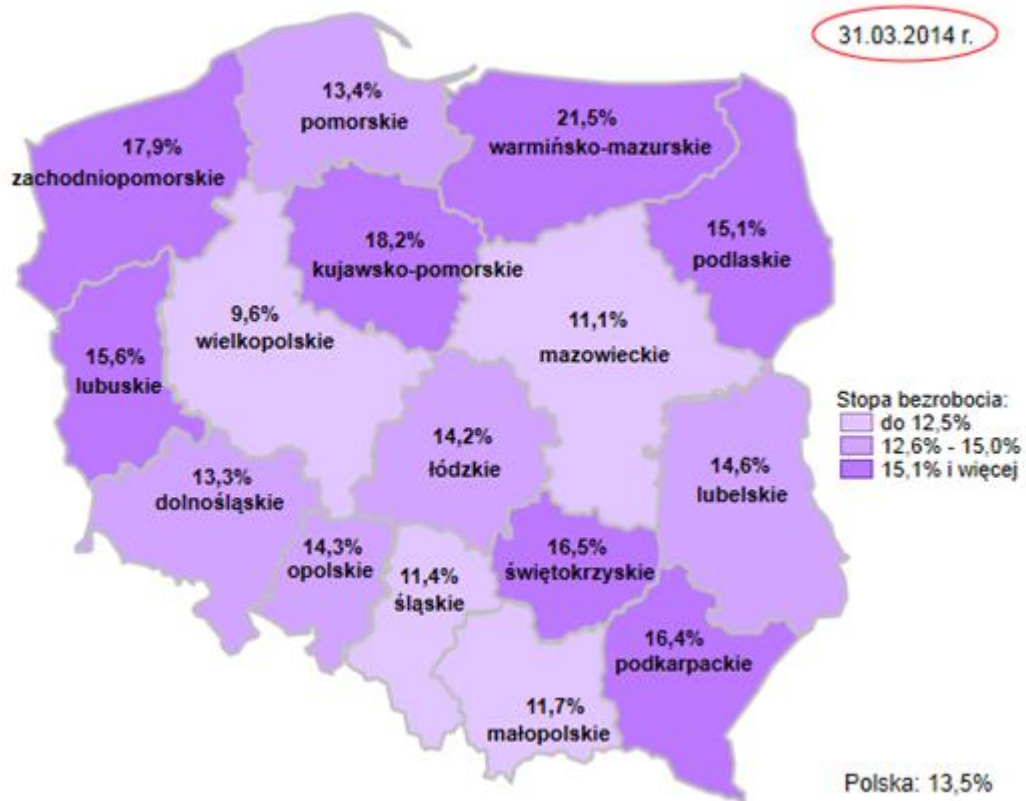 31.03.2014 r.
13,4%
pomorskie
21,5%
warmińsko-mazurskie
17,9%
zachodniopomorskie
15,1%
podlaskie
18,2%
kujawsko-pomorskie
9,6%
wielkopolskie
11,1%
mazowieckie
15,6%
lubuskie
Stopa bezrobocia:
do 12,5%
12,6% - 15,0%
15,1% i więcej
14,2%
łódzkie
14,6%
lubelskie
13,3%
dolnośląskie
14,3%
opolskie
11,4%
śląskie
16,5%
świętokrzyskie
16,4%
podkarpackie
11,7%
małopolskie
Polska: 13,5%